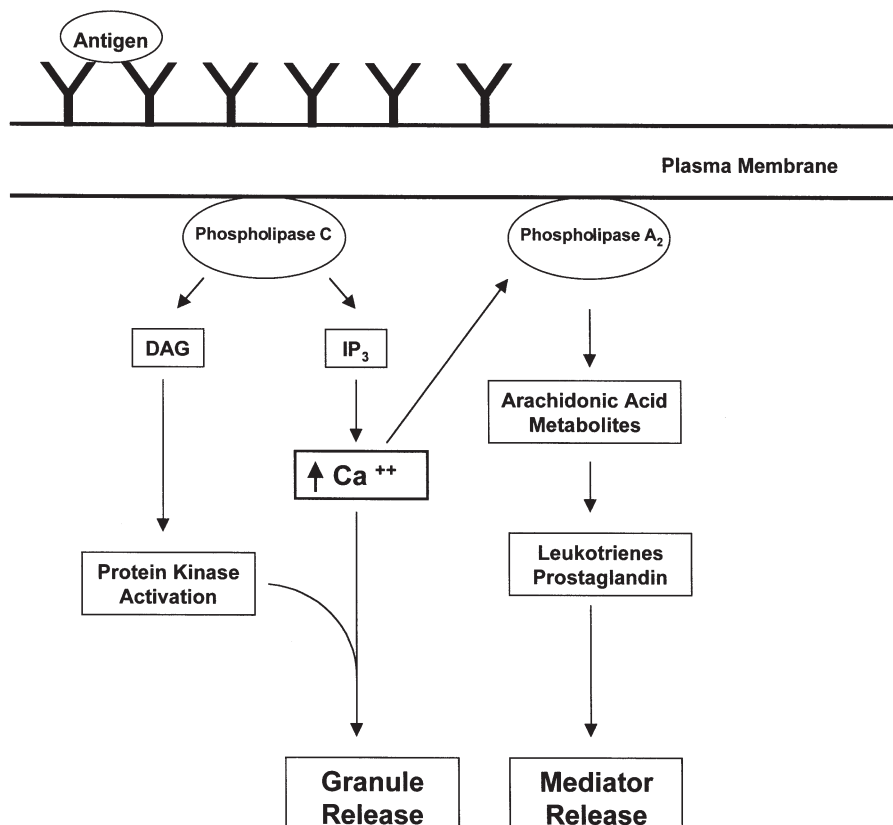 Antigen
Plasma Membrane
Phospholipase C
Phospholipase A₂
DAG
IP₃
Arachidonic Acid
Metabolites
Ca ++
Leukotrienes
Prostaglandin
Protein Kinase
Activation
Granule
Release
Mediator
Release